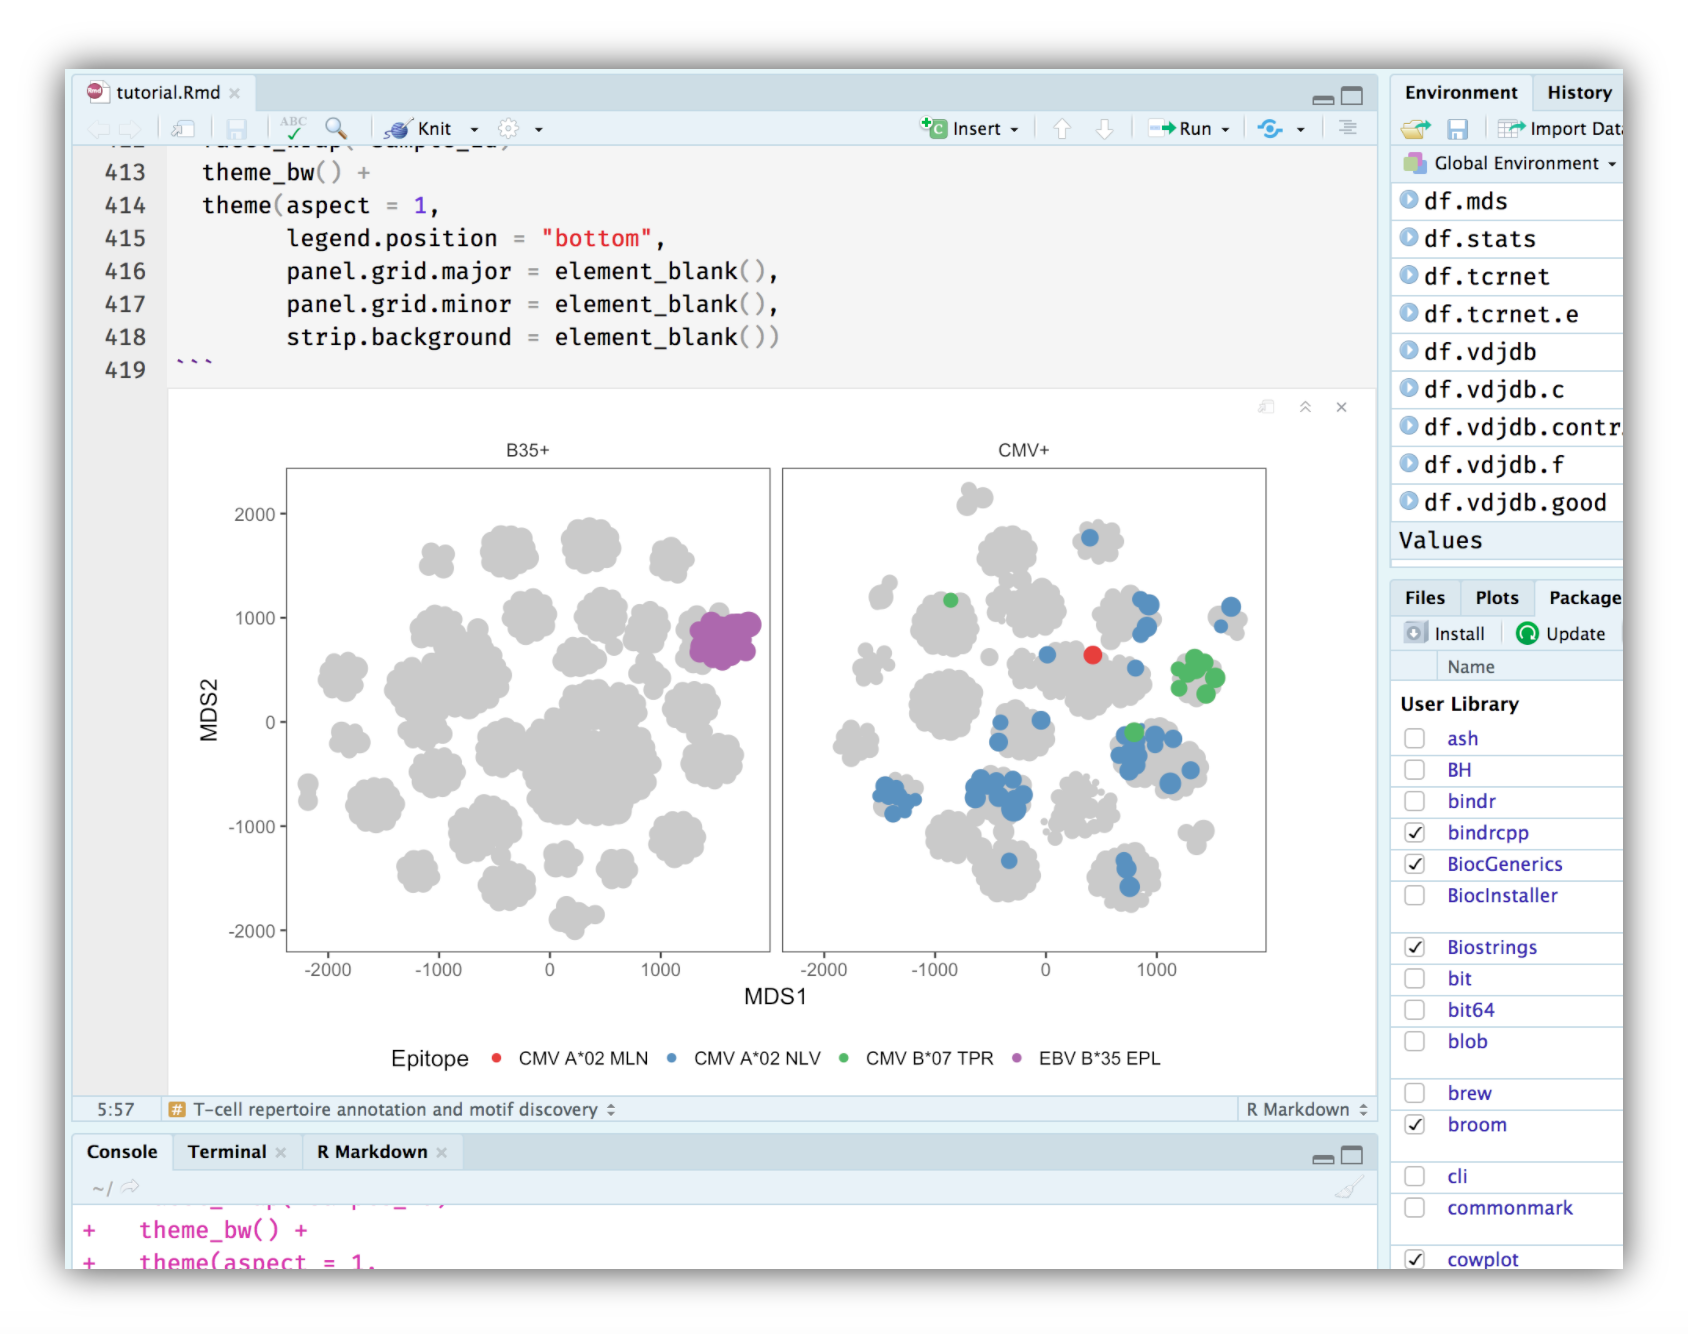 tutorial.Rmd
Environment History
ABC Knit Insert Run
Import Data
Global Environment
413 theme_bw() +
414 theme(aspect = 1,
415 legend.position = "bottom",
416 panel.grid.major = element_blank(),
417 panel.grid.minor = element_blank(),
418 strip.background = element_blank())
419 ```
B35+ CMV+
2000
1000
0
-1000
-2000
MDS2
-2000 -1000 0 1000 -2000 -1000 0 1000
MDS1
Epitope CMV A*02 MLN CMV A*02 NLV CMV B*07 TPR EBV B*35 EPL
5:57 # T-cell repertoire annotation and motif discovery R Markdown
Console Terminal R Markdown
~/
+ theme_bw() +
+ theme(aspect = 1,
df.mds
df.stats
df.tcrnet
df.tcrnet.e
df.vdjdb
df.vdjdb.c
df.vdjdb.contr
df.vdjdb.f
df.vdjdb.good
Values
Files Plots Package
Install Update
Name
User Library
ash
BH
bindr
bindrcpp
BiocGenerics
BiocInstaller
Biostrings
bit
bit64
blob
brew
broom
cli
commonmark
cowplot